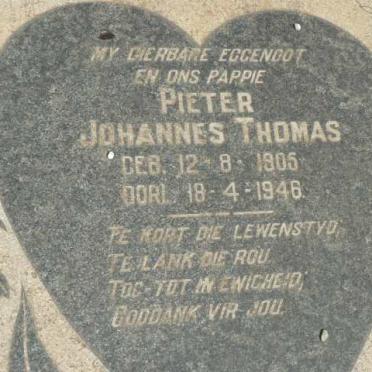 MY DIERBARE EGGENOOT
EN ONS PAPPIE
PIETER
JOHANNES THOMAS
GEB. 12-8-1905
OORL. 18-4-1946
TE KORT DIE LEWENSTYD,
TE LANK DIE ROU.
TOG TOT IN EWIGHEID,
GODDANK VIR JOU.